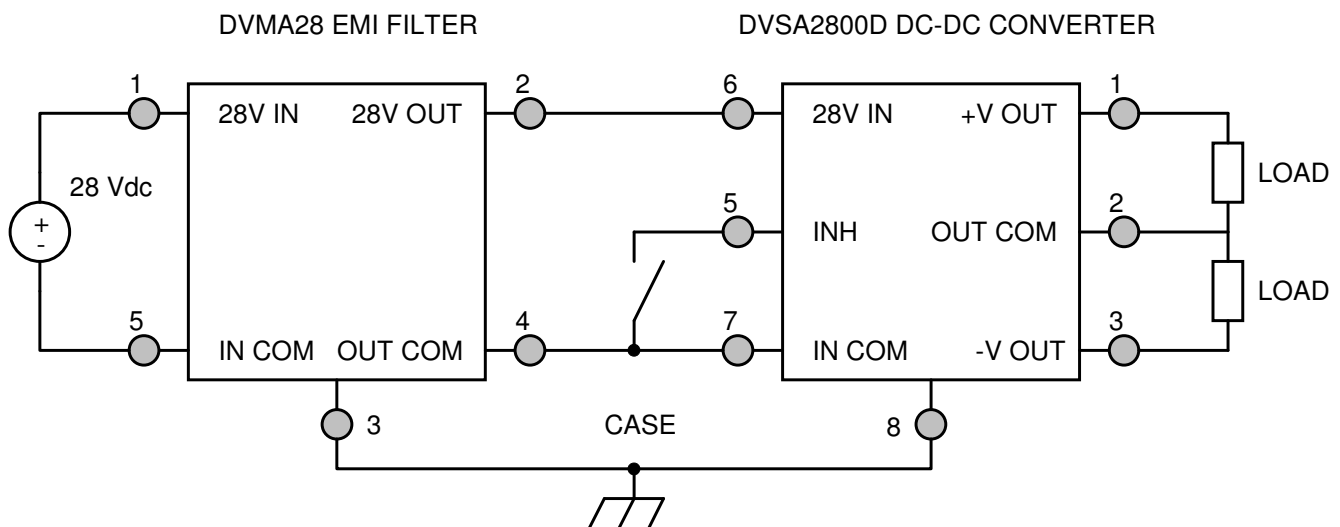 DVMA28 EMI FILTER
DVSA2800D DC-DC CONVERTER
1
2
6
1
28V IN
28V OUT
28V IN
+V OUT
28 Vdc
LOAD
+
-
5
2
INH
OUT COM
LOAD
5
4
7
3
IN COM
OUT COM
IN COM
-V OUT
3
CASE
8